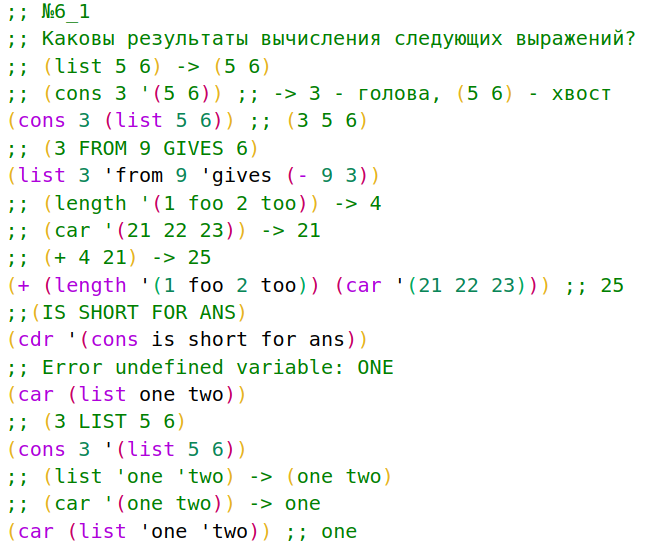 ;; №6_1
;; Каковы результаты вычисления следующих выражений?
;; (list 5 6) -> (5 6)
;; (cons 3 '(5 6)) ;; -> 3 - голова, (5 6) - хвост
(cons 3 (list 5 6)) ;; (3 5 6)
;; (3 FROM 9 GIVES 6)
(list 3 'from 9 'gives (- 9 3))
;; (length '(1 foo 2 too)) -> 4
;; (car '(21 22 23)) -> 21
;; (+ 4 21) -> 25
(+ (length '(1 foo 2 too)) (car '(21 22 23))) ;; 25
;;(IS SHORT FOR ANS)
(cdr '(cons is short for ans))
;; Error undefined variable: ONE
(car (list one two))
;; (3 LIST 5 6)
(cons 3 '(list 5 6))
;; (list 'one 'two) -> (one two)
;; (car '(one two)) -> one
(car (list 'one 'two)) ;; one